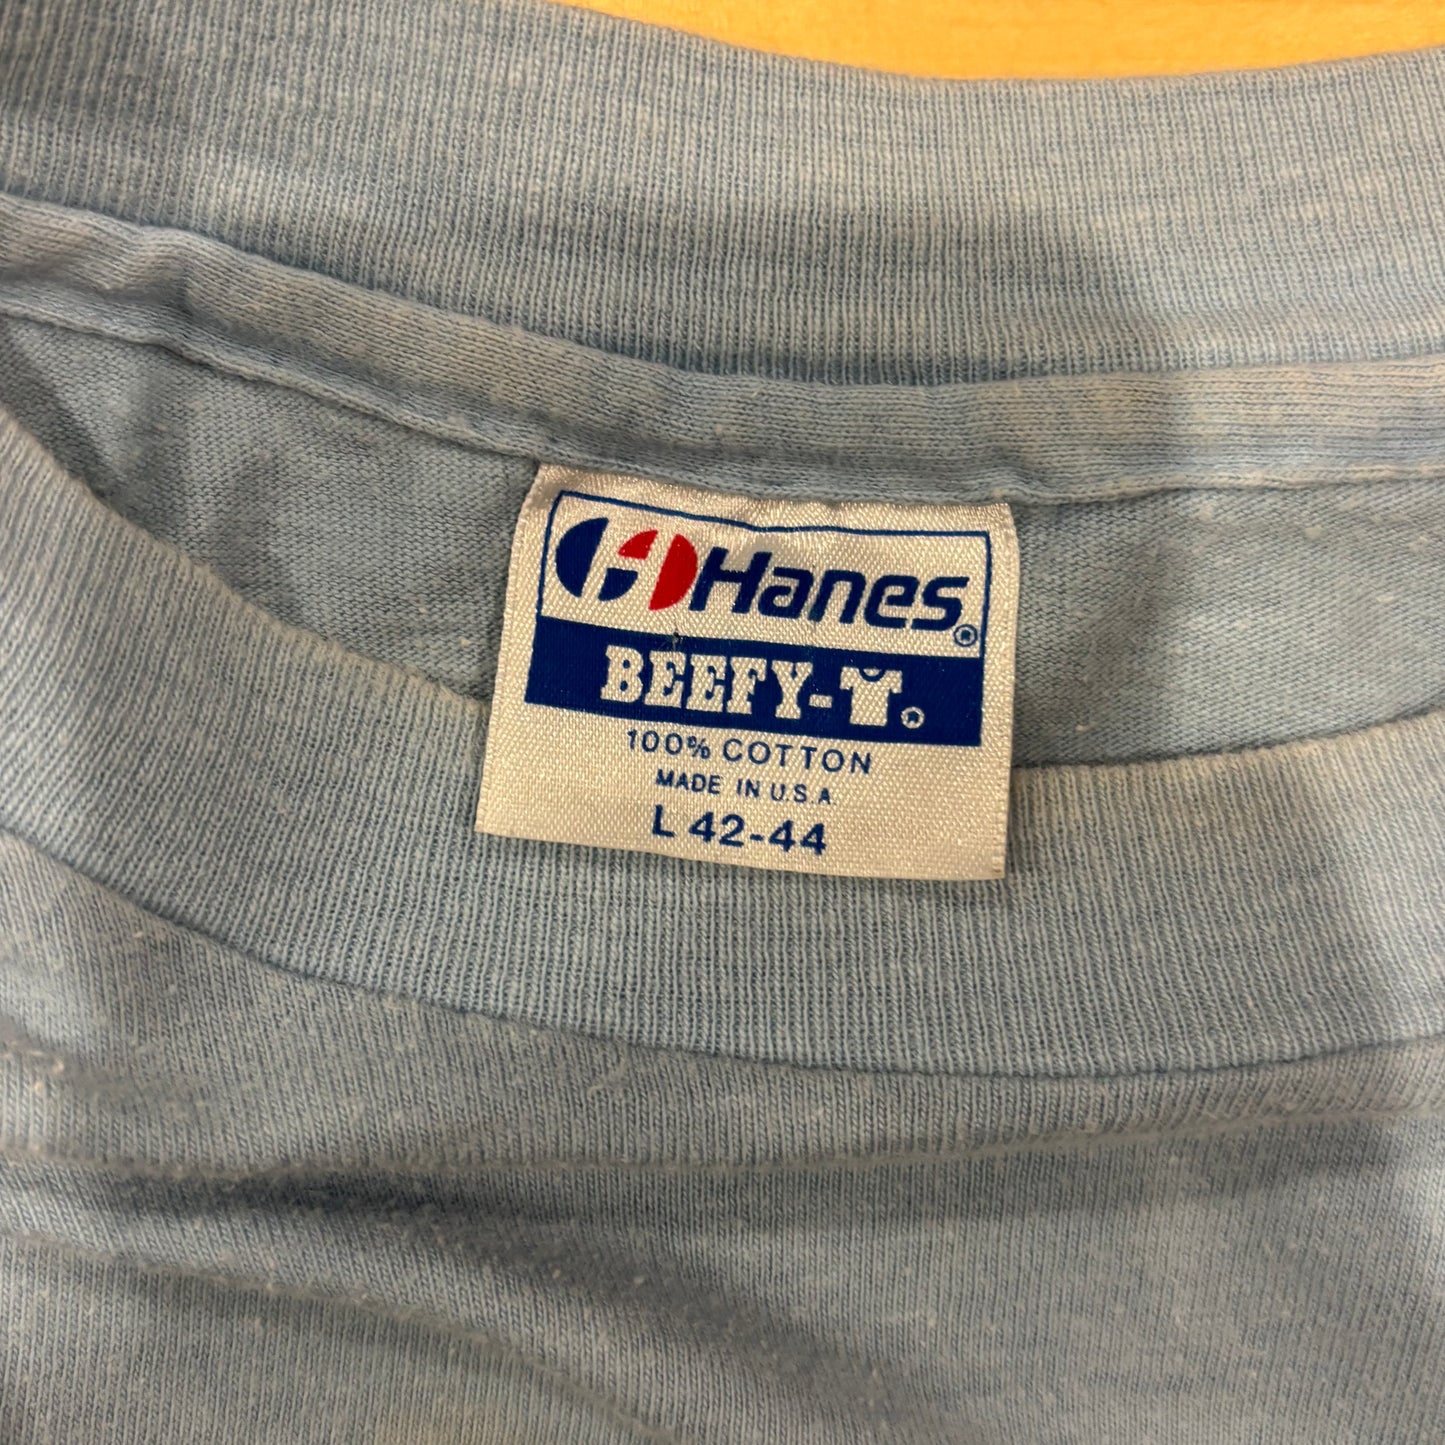 Hanes®
BEEFY-T®
100% COTTON
MADE IN U.S.A.
L 42-44